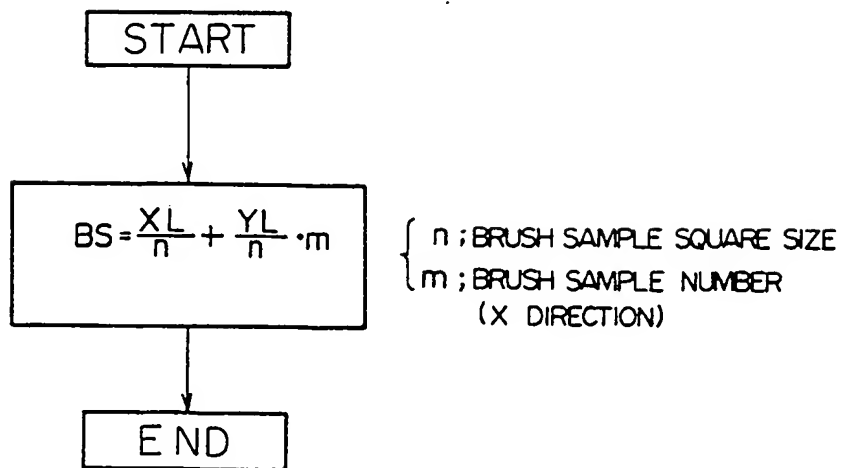 START
BS = XL/n + YL/n · m
n ; BRUSH SAMPLE SQUARE SIZE
m ; BRUSH SAMPLE NUMBER
(X DIRECTION)
END